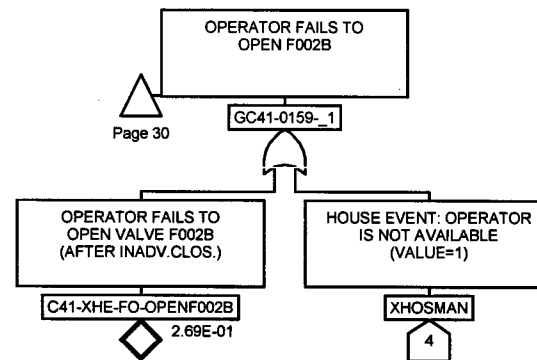 OPERATOR FAILS TO
OPEN F002B
Page 30
GC41-0159-_1
OPERATOR FAILS TO
OPEN VALVE F002B
(AFTER INADV.CLOS.)
C41-XHE-FO-OPENF002B
2.69E-01
HOUSE EVENT: OPERATOR
IS NOT AVAILABLE
(VALUE=1)
XHOSMAN
4